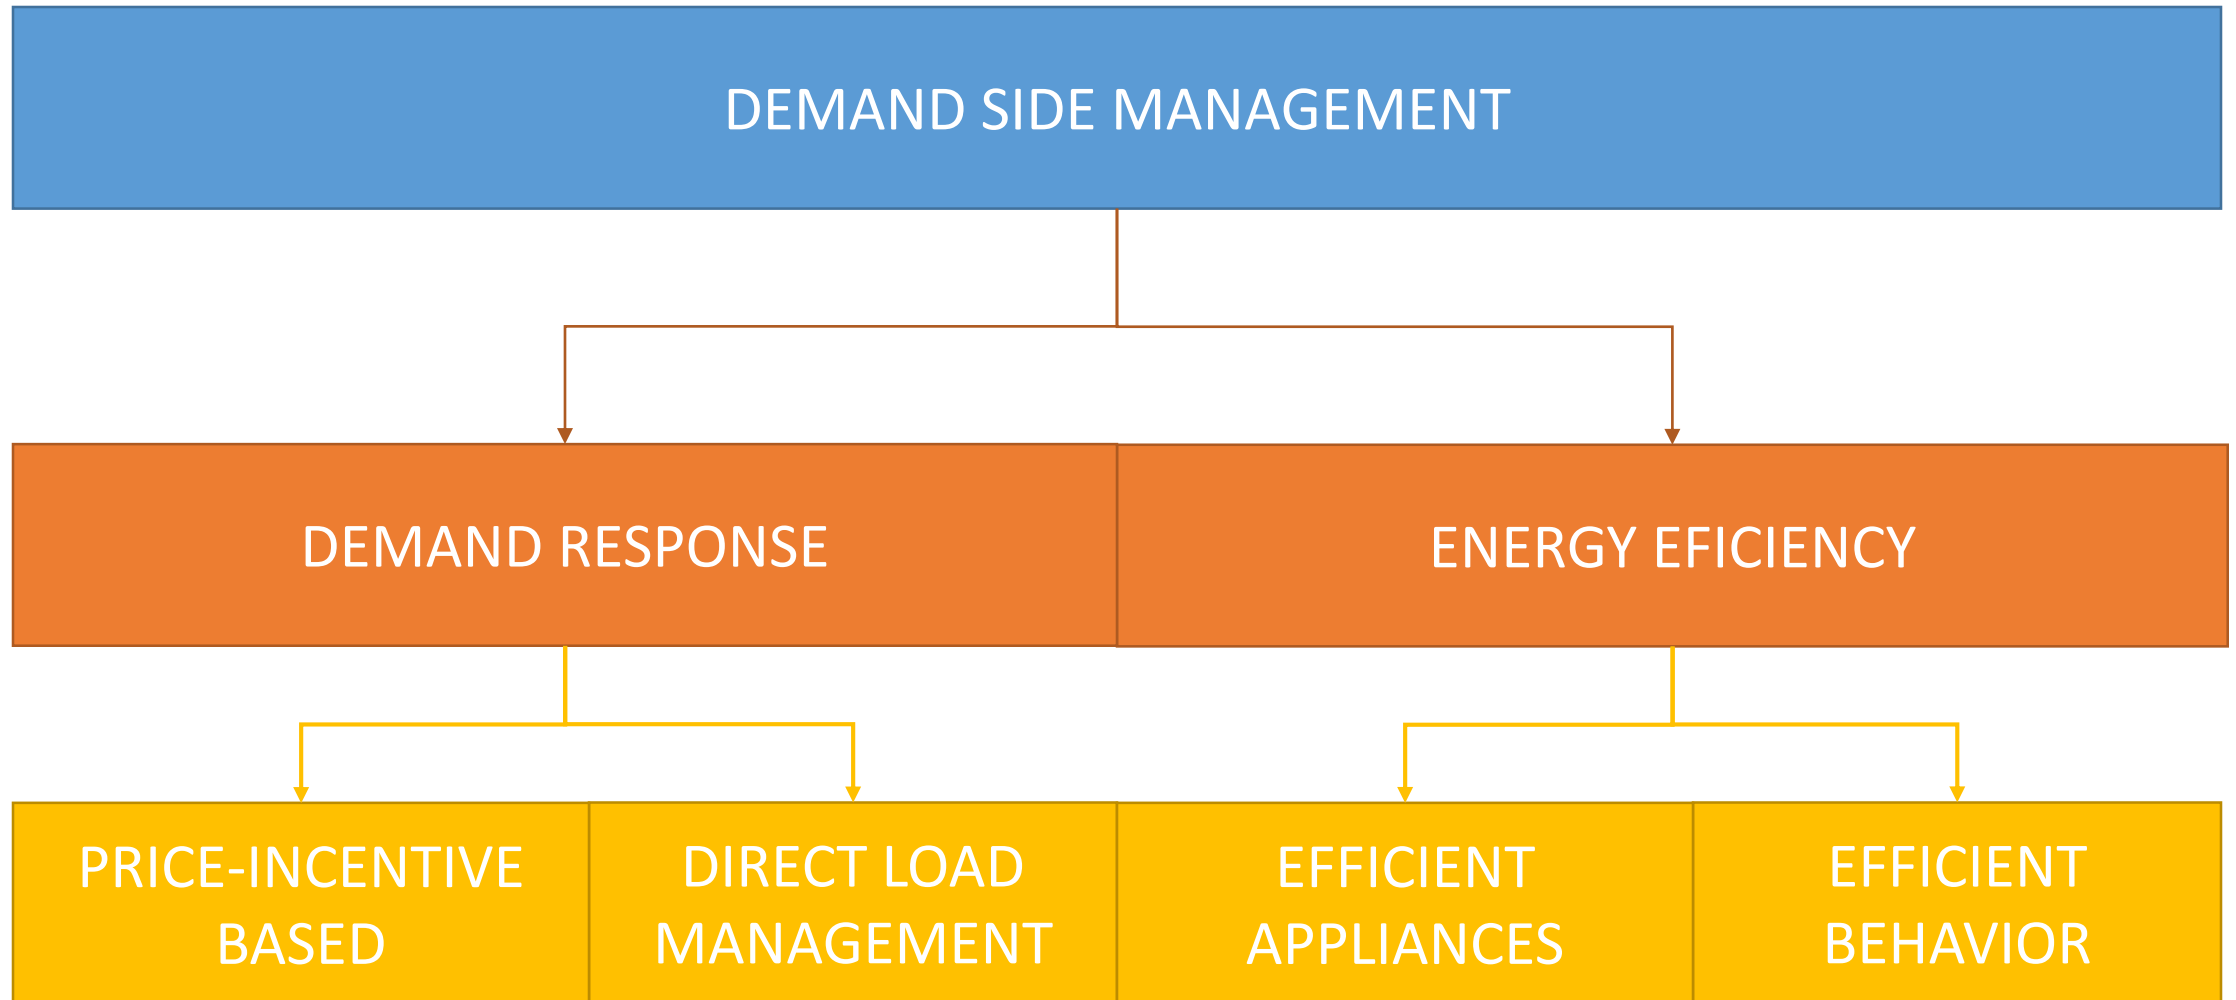 DEMAND SIDE MANAGEMENT
DEMAND RESPONSE
ENERGY EFICIENCY
PRICE-INCENTIVE
BASED
DIRECT LOAD
MANAGEMENT
EFFICIENT
APPLIANCES
EFFICIENT
BEHAVIOR